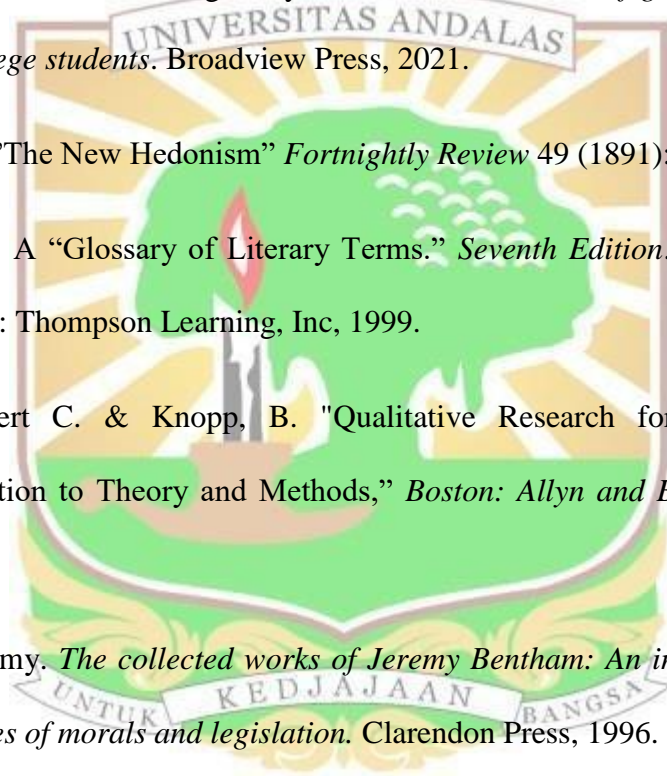 UNIVERSITAS ANDALAS
ege students. Broadview Press, 2021.
"The New Hedonism" Fortnightly Review 49 (1891):
A “Glossary of Literary Terms.” Seventh Edition.
: Thompson Learning, Inc, 1999.
ert C. & Knopp, B. "Qualitative Research for
tion to Theory and Methods,” Boston: Allyn and
my. The collected works of Jeremy Bentham: An
es of morals and legislation. Clarendon Press, 1996.
UNTUK KEDJAJAAN BANGSA